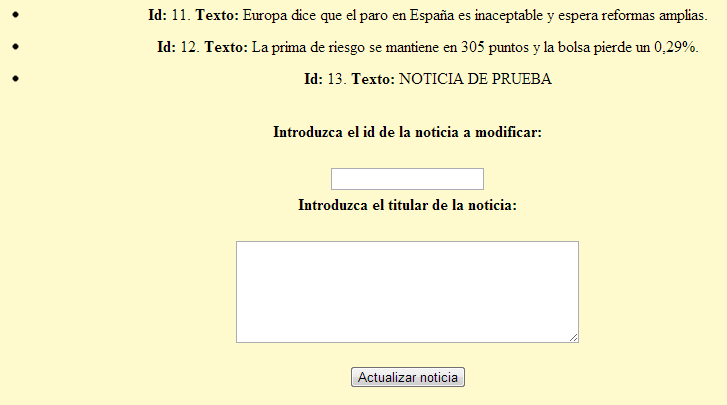 Id: 11. Texto: Europa dice que el paro en España es inaceptable y espera reformas amplias.
Id: 12. Texto: La prima de riesgo se mantiene en 305 puntos y la bolsa pierde un 0,29%.
Id: 13. Texto: NOTICIA DE PRUEBA
Introduzca el id de la noticia a modificar:
Introduzca el titular de la noticia:
Actualizar noticia